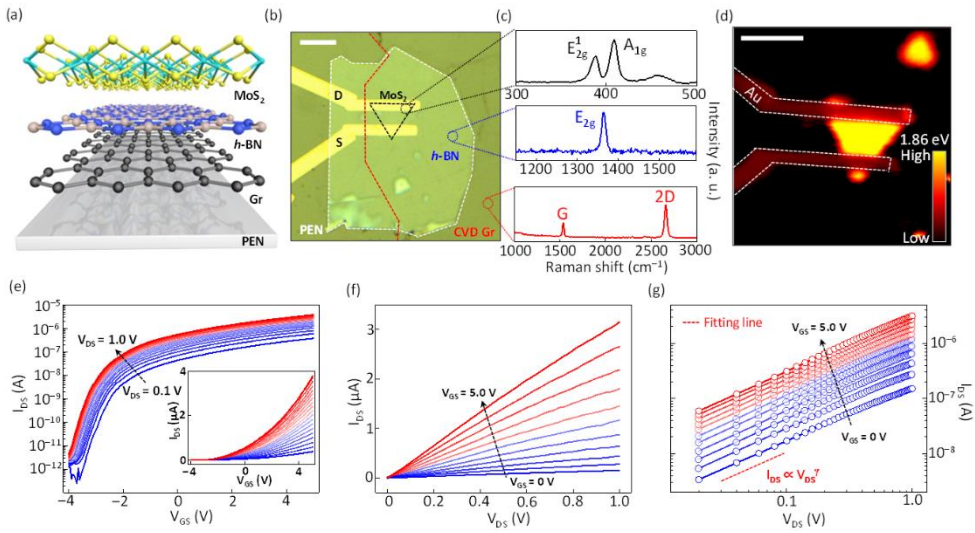 (a)
MoS2
h-BN
Gr
PEN
(b)
D
MoS2
S
h-BN
PEN
CVD Gr
(c)
E¹2g
A1g
300 400 500
E2g
1200 1300 1400 1500
G
2D
1000 1500 2000 2500 3000
Raman shift (cm⁻¹)
Intensity (a. u.)
(d)
Au
1.86 eV
High
Low
(e)
10⁻⁵
10⁻⁶
10⁻⁷
10⁻⁸
10⁻⁹
10⁻¹⁰
10⁻¹¹
10⁻¹²
IDS (A)
VDS = 1.0 V
VDS = 0.1 V
−4 −2 0 2 4
VGS (V)
4
2
0
IDS (μA)
−4 −2 0 2 4
VGS (V)
(f)
3
2
1
0
IDS (μA)
VGS = 5.0 V
VGS = 0 V
0.0 0.2 0.4 0.6 0.8 1.0
VDS (V)
(g)
Fitting line
VGS = 5.0 V
VGS = 0 V
IDS ∝ VDS^γ
10⁻⁶
10⁻⁷
10⁻⁸
IDS (A)
0.1 1.0
VDS (V)